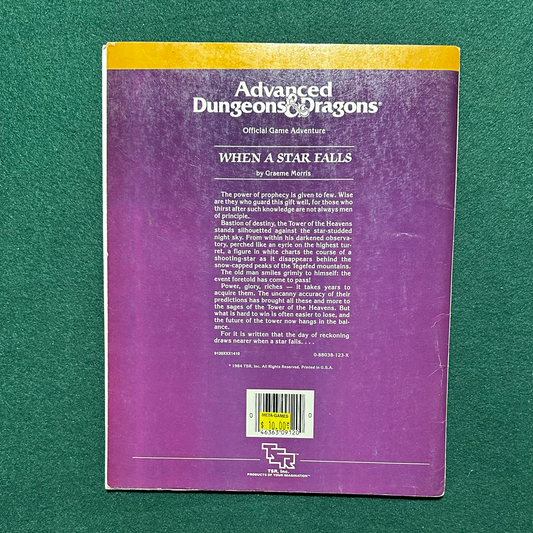 Advanced
Dungeons & Dragons®
Official Game Adventure
WHEN A STAR FALLS
by Graeme Morris
The power of prophecy is given to few. Wise
are they who guard this gift well, for those who
thirst after such knowledge are not always men
of principle.
Bastion of destiny, the Tower of the Heavens
stands silhouetted against the star-studded
night sky. From within his darkened observa-
tory, perched like an eyrie on the highest tur-
ret, a figure in white charts the course of a
shooting-star as it disappears behind the
snow-capped peaks of the Tegefed mountains.
The old man smiles grimly to himself: the
event foretold has come to pass!
Power, glory, riches — it takes years to
acquire them. The uncanny accuracy of their
predictions has brought all these and more to
the sages of the Tower of the Heavens. But
what is hard to win is often easier to lose, and
the future of the tower now hangs in the bal-
ance.
For it is written that the day of reckoning
draws nearer when a star falls. . . .
9120XXX1410 0-88038-123-X
© 1984 TSR, Inc. All Rights Reserved. Printed in U.S.A.
META-GAMES
$ 10.00
0 0
46363 09120
TSR
TSR, Inc.
PRODUCTS OF YOUR IMAGINATION™